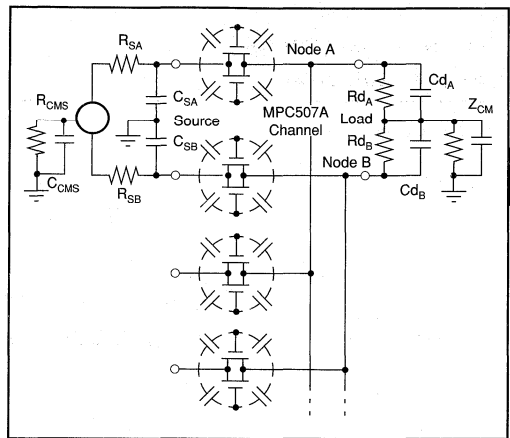 R_SA
Node A
C_SA
Cd_A
Rd_A
R_CMS
MPC507A
Channel
Z_CM
Source
Load
C_SB
Rd_B
Node B
C_CMS
R_SB
Cd_B